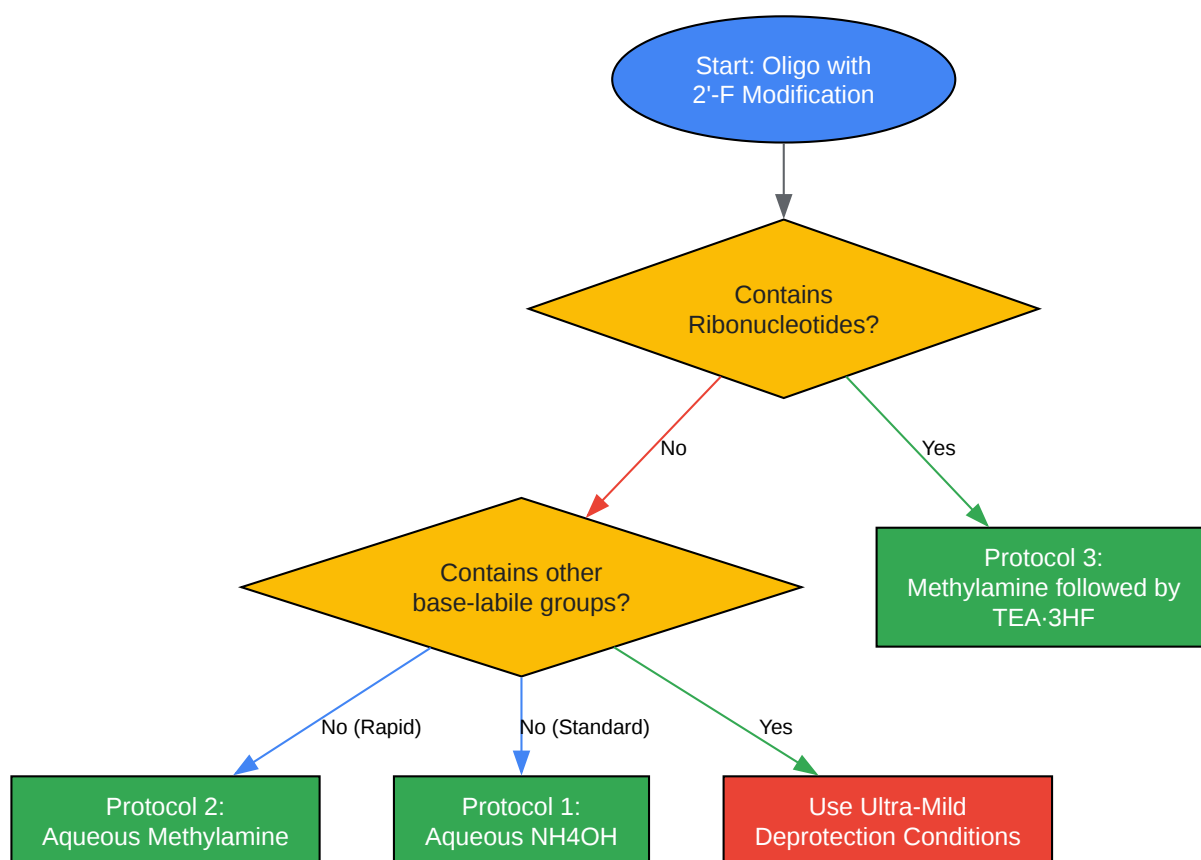 Start: Oligo with
2'-F Modification
Contains
Ribonucleotides?
No
Yes
Contains other
base-labile groups?
Protocol 3:
Methylamine followed by
TEA·3HF
No (Rapid)
No (Standard)
Yes
Protocol 2:
Aqueous Methylamine
Protocol 1:
Aqueous NH4OH
Use Ultra-Mild
Deprotection Conditions